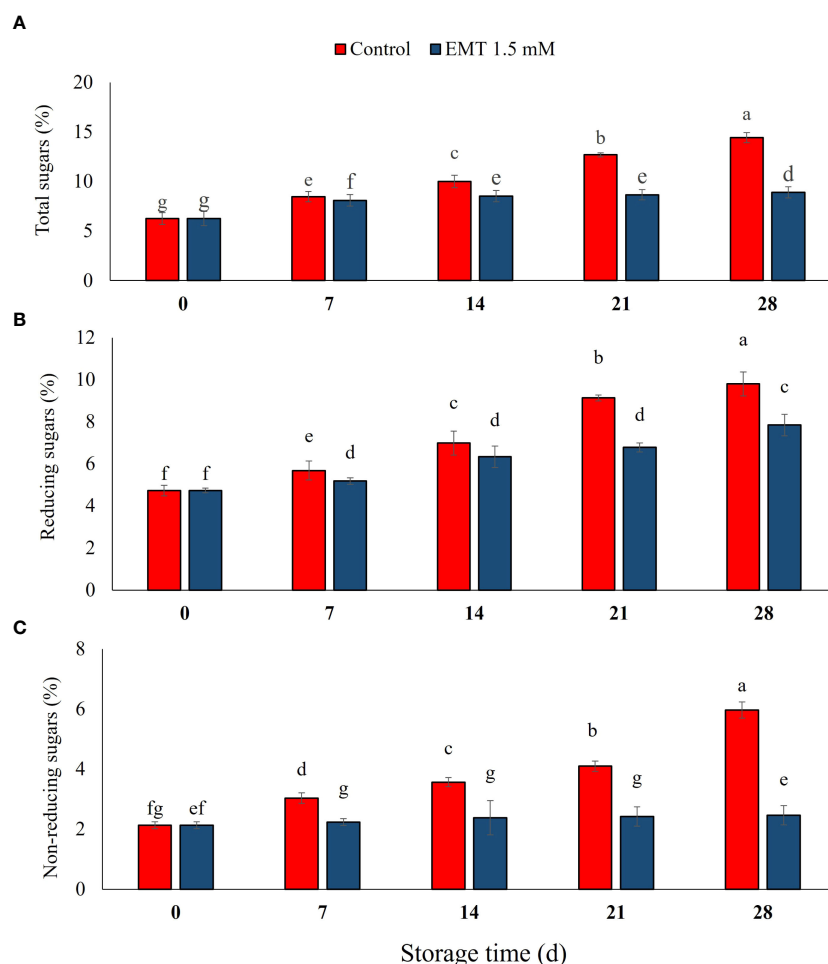 A
Control EMT 1.5 mM
Total sugars (%)
20
15
10
5
0
g g e f c e b e a d
0 7 14 21 28
B
Reducing sugars (%)
12
10
8
6
4
2
0
f f e d c d b d a c
0 7 14 21 28
C
Non-reducing sugars (%)
8
6
4
2
0
fg ef d g c g b g a e
0 7 14 21 28
Storage time (d)